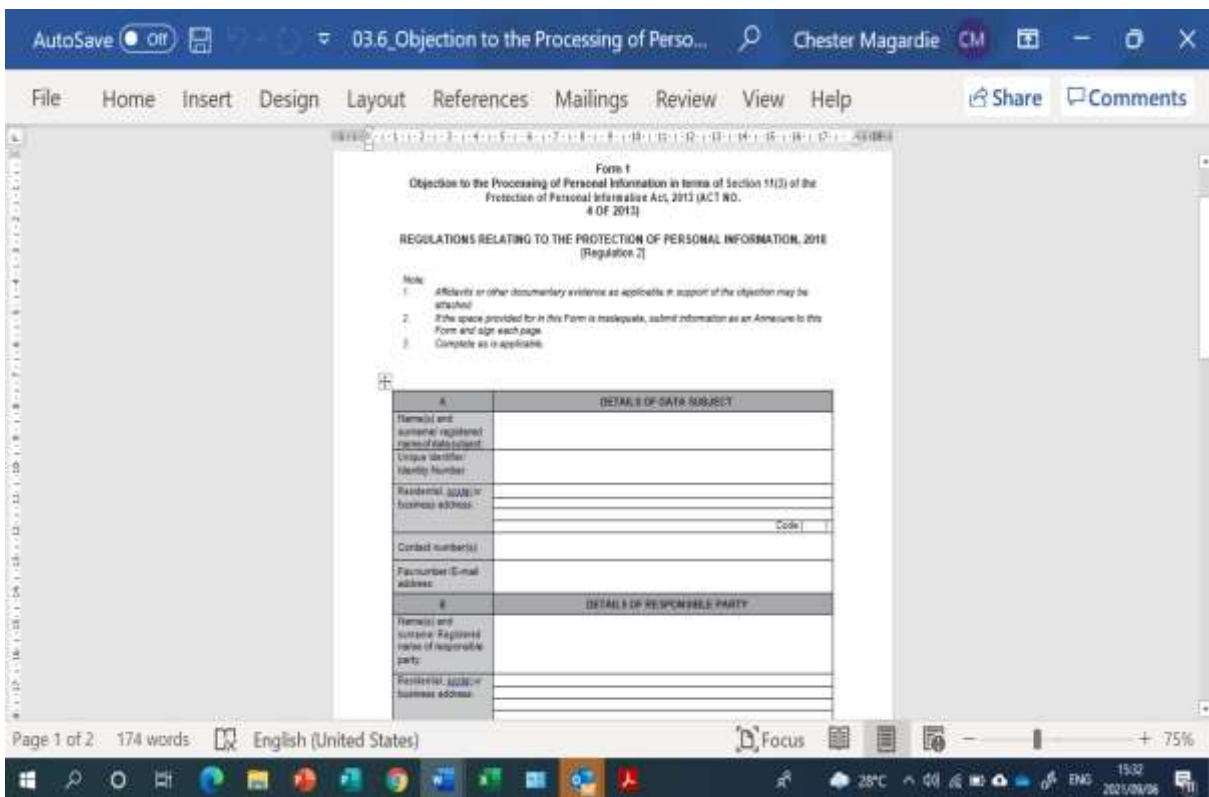 AutoSave Off 03.6_Objection to the Processing of Perso... Chester Magardie CM
File Home Insert Design Layout References Mailings Review View Help Share Comments
Form 1
Objection to the Processing of Personal Information in terms of Section 11(3) of the
Protection of Personal Information Act, 2013 (ACT NO.
4 OF 2013)
REGULATIONS RELATING TO THE PROTECTION OF PERSONAL INFORMATION, 2018
[Regulation 2]
Note:
1. Affidavits or other documentary evidence as applicable in support of the objection may be
attached.
2. If the space provided for in this Form is inadequate, submit information as an Annexure to this
Form and sign each page.
3. Complete as is applicable.
A DETAILS OF DATA SUBJECT
Name(s) and
surname/ registered
name of data subject:
Unique Identifier/
Identity Number
Residential, postal or
business address:
Code ( )
Contact number(s)
Fax number / E-mail
address:
B DETAILS OF RESPONSIBLE PARTY
Name(s) and
surname/ Registered
name of responsible
party:
Residential, postal or
business address:
Page 1 of 2 174 words English (United States) Focus 75%
28°C ENG 15:32
2021/09/06